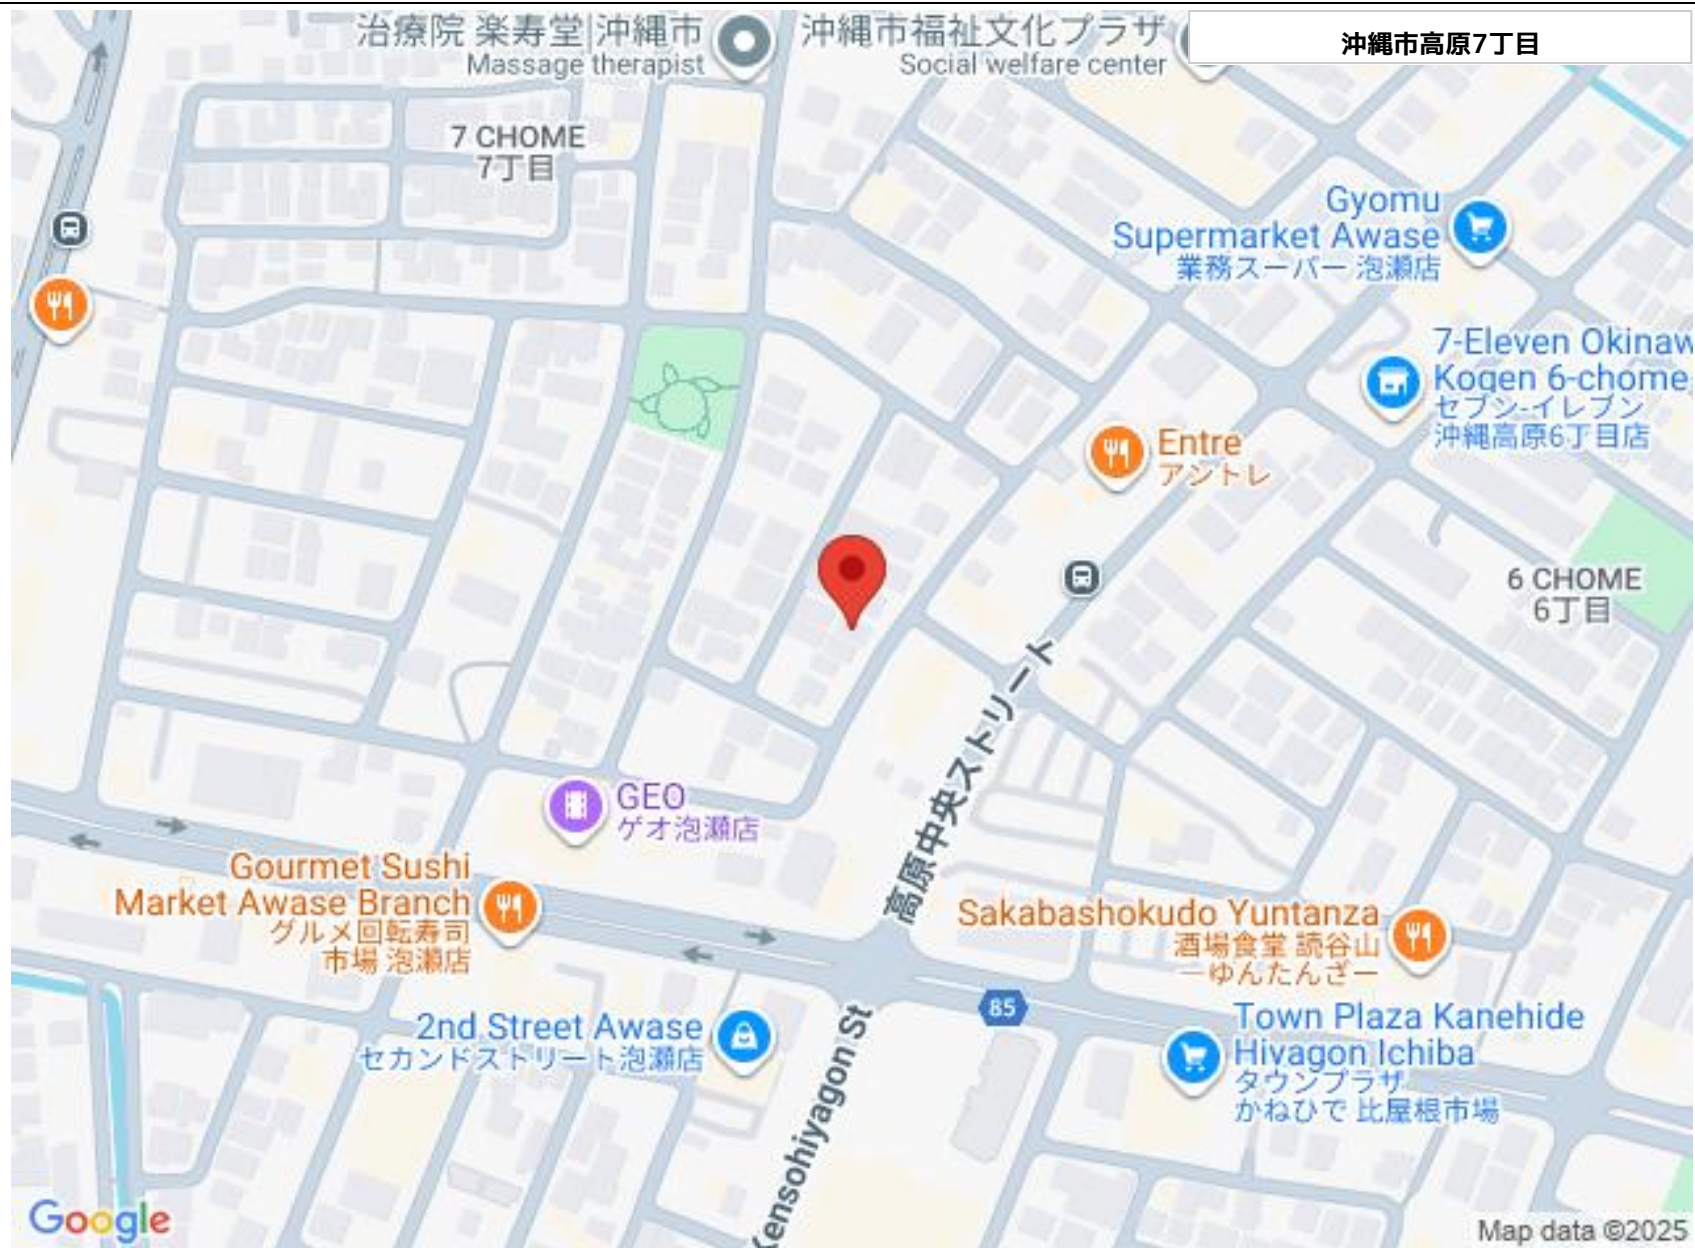 治療院 楽寿堂|沖縄市
Massage therapist
沖縄市福祉文化プラザ
Social welfare center
沖縄市高原7丁目
7 CHOME
7丁目
Gyomu
Supermarket Awase
業務スーパー 泡瀬店
7-Eleven Okinaw
Kogen 6-chome
セブン-イレブン
沖縄高原6丁目店
Entre
アントレ
6 CHOME
6丁目
高原中央ストリート
GEO
ゲオ泡瀬店
Gourmet Sushi
Market Awase Branch
グルメ回転寿司
市場 泡瀬店
Sakabashokudo Yuntanza
酒場食堂 読谷山
ーゆんたんざー
85
2nd Street Awase
セカンドストリート泡瀬店
Kensohiyagon St
Town Plaza Kanehide
Hiyagon Ichiba
タウンプラザ
かねひで 比屋根市場
Google
Map data ©2025